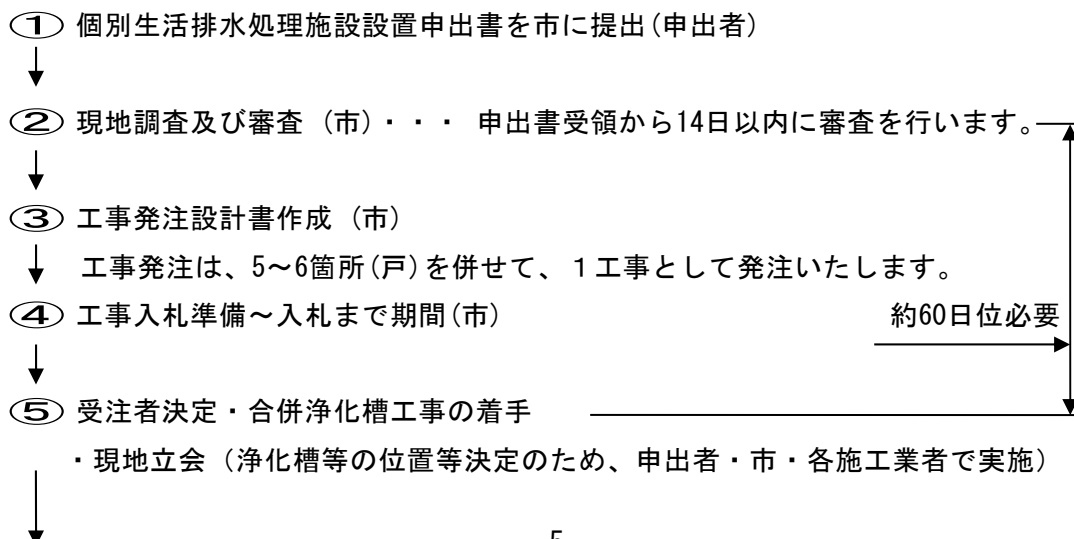 ① 個別生活排水処理施設設置申出書を市に提出(申出者)
② 現地調査及び審査 (市)・・・ 申出書受領から14日以内に審査を行います。
③ 工事発注設計書作成 (市)
工事発注は、5~6箇所(戸)を併せて、1工事として発注いたします。
④ 工事入札準備~入札まで期間(市) 約60日位必要
⑤ 受注者決定・合併浄化槽工事の着手
・現地立会 (浄化槽等の位置等決定のため、申出者・市・各施工業者で実施)